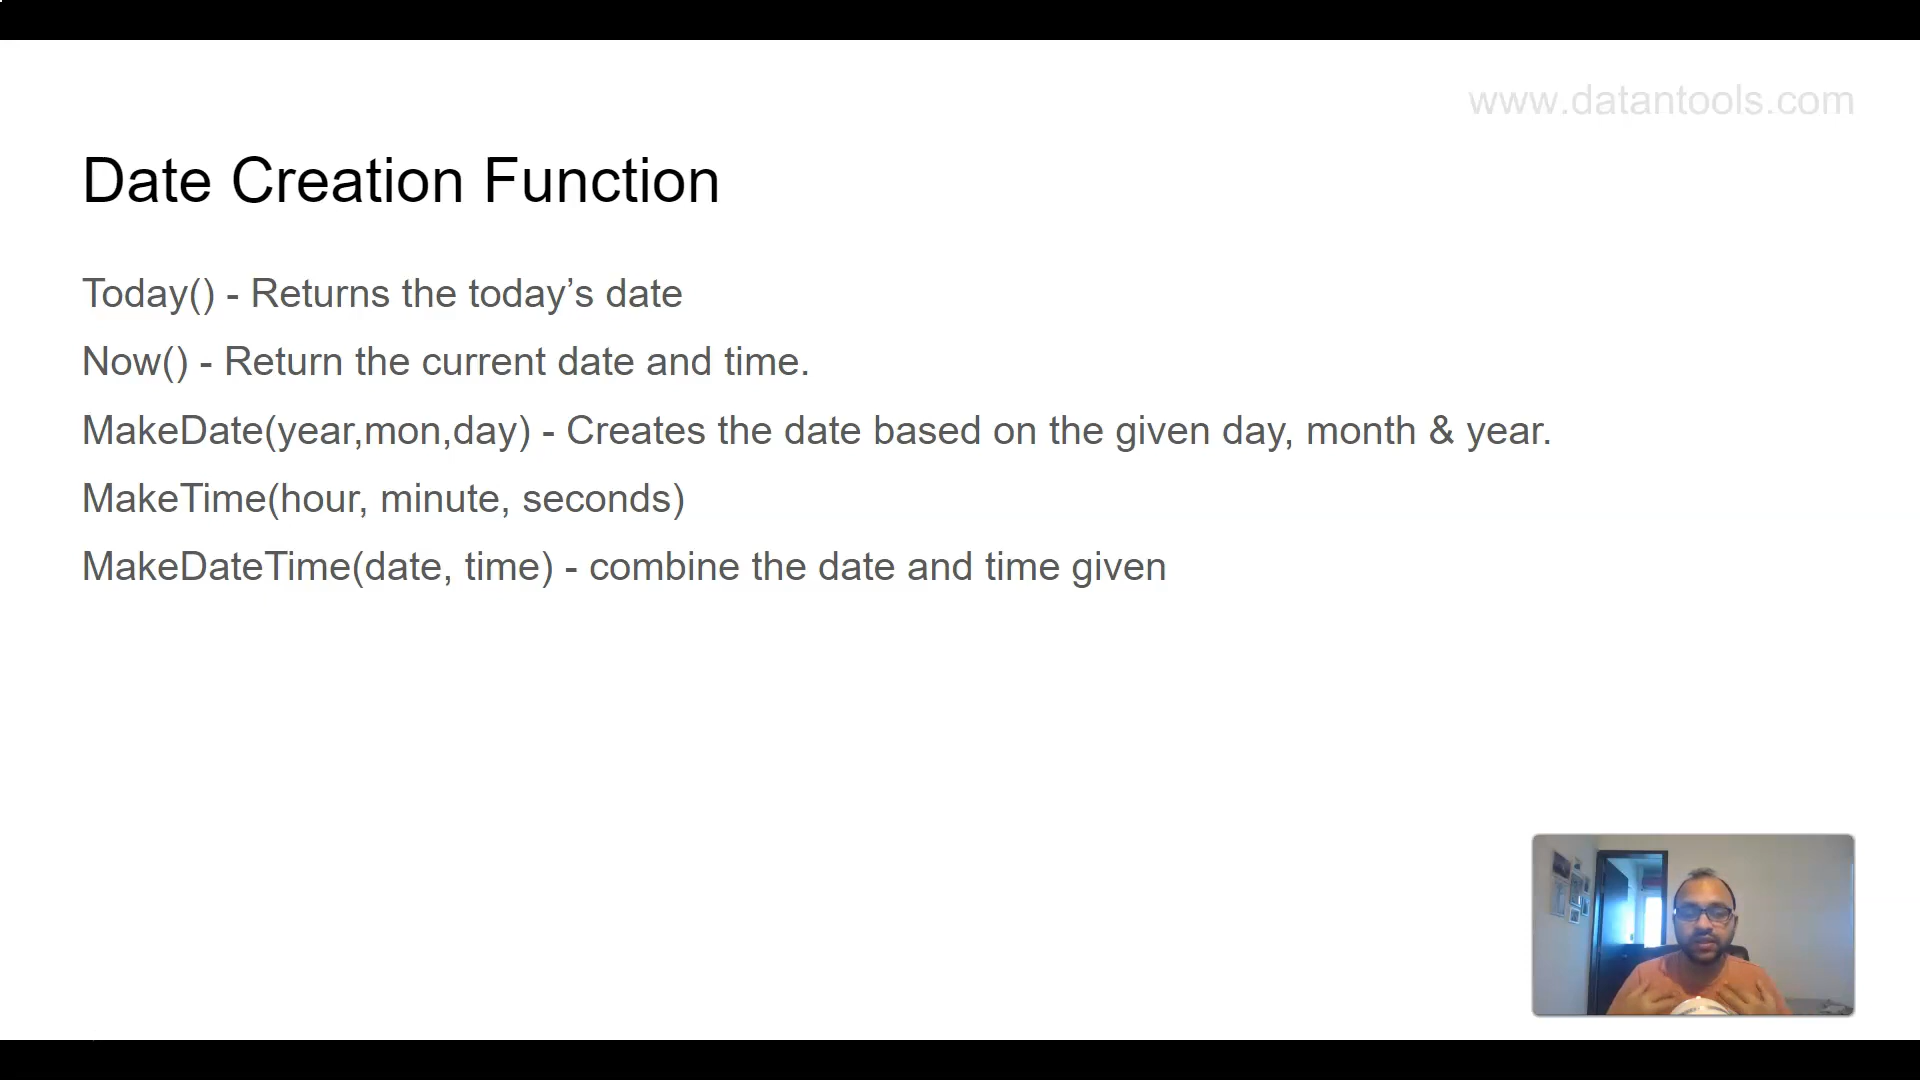 www.datantools.com
Date Creation Function
Today() - Returns the today’s date
Now() - Return the current date and time.
MakeDate(year,mon,day) - Creates the date based on the given day, month & year.
MakeTime(hour, minute, seconds)
MakeDateTime(date, time) - combine the date and time given